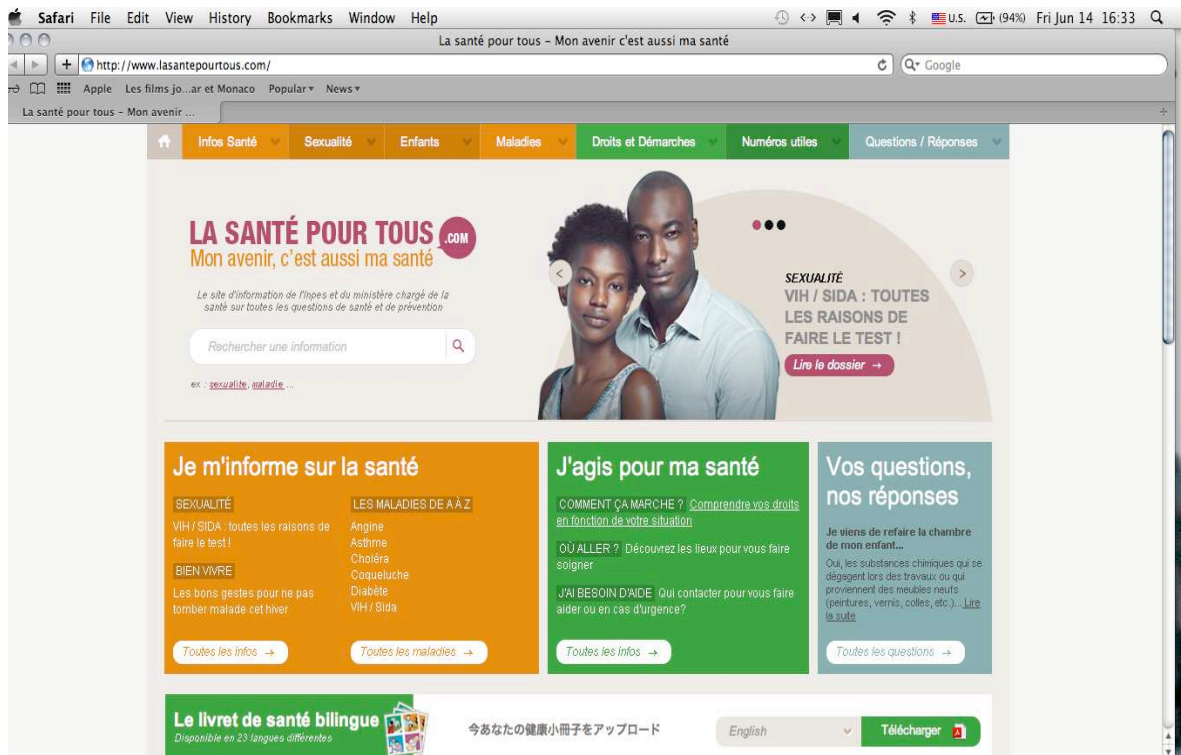 Safari File Edit View History Bookmarks Window Help U.S. (94%) Fri Jun 14 16:33
La santé pour tous – Mon avenir c'est aussi ma santé
http://www.lasantepourtous.com/
Google
Apple Les films jo...ar et Monaco Popular News
La santé pour tous – Mon avenir ...
Infos Santé Sexualité Enfants Maladies Droits et Démarches Numéros utiles Questions / Réponses
LA SANTÉ POUR TOUS .COM
Mon avenir, c'est aussi ma santé
Le site d'information de l'Inpes et du ministère chargé de la
santé sur toutes les questions de santé et de prévention
Rechercher une information
ex : sexualite, maladie ...
SEXUALITÉ
VIH / SIDA : TOUTES
LES RAISONS DE
FAIRE LE TEST !
Lire le dossier →
Je m'informe sur la santé
SEXUALITÉ
VIH / SIDA : toutes les raisons de
faire le test !
BIEN VIVRE
Les bons gestes pour ne pas
tomber malade cet hiver
Toutes les infos →
LES MALADIES DE A À Z
Angine
Asthme
Choléra
Coqueluche
Diabète
VIH / Sida
Toutes les maladies →
J'agis pour ma santé
COMMENT ÇA MARCHE ? Comprendre vos droits
en fonction de votre situation
OÙ ALLER ? Découvrez les lieux pour vous faire
soigner
J'AI BESOIN D'AIDE Qui contacter pour vous faire
aider ou en cas d'urgence?
Toutes les infos →
Vos questions,
nos réponses
Je viens de refaire la chambre
de mon enfant...
Oui, les substances chimiques qui se
dégagent lors des travaux ou qui
proviennent des meubles neufs
(peintures, vernis, colles, etc.)... Lire
la suite
Toutes les questions →
Le livret de santé bilingue
Disponible en 23 langues différentes
今あなたの健康小冊子をアップロード
English
Télécharger